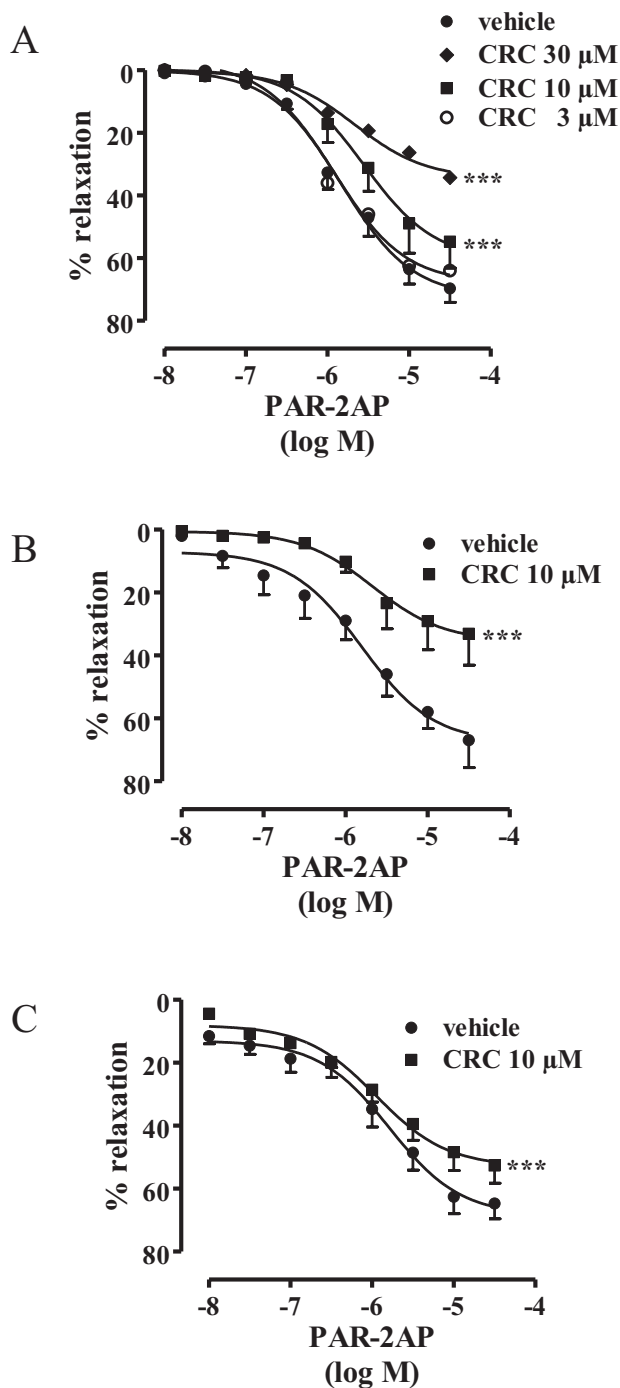 A
vehicle
CRC 30 µM
CRC 10 µM
CRC 3 µM
0
20
40
60
80
% relaxation
***
***
-8 -7 -6 -5 -4
PAR-2AP
(log M)
B
vehicle
CRC 10 µM
0
20
40
60
80
% relaxation
***
-8 -7 -6 -5 -4
PAR-2AP
(log M)
C
vehicle
CRC 10 µM
0
20
40
60
80
% relaxation
***
-8 -7 -6 -5 -4
PAR-2AP
(log M)